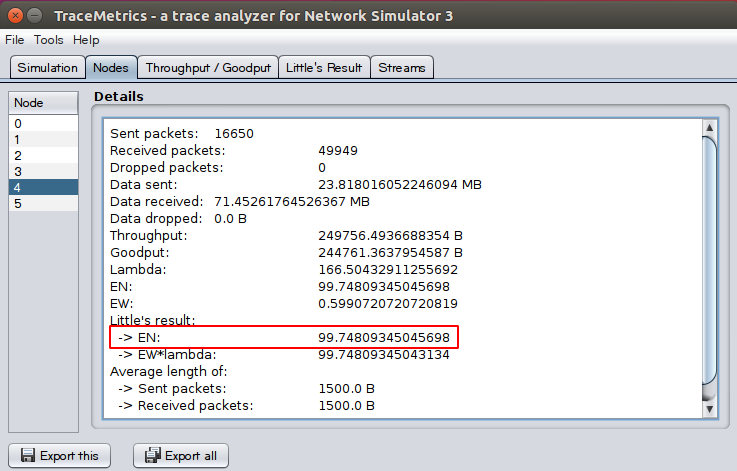 TraceMetrics - a trace analyzer for Network Simulator 3
File Tools Help
Simulation Nodes Throughput / Goodput Little's Result Streams
Node
0
1
2
3
4
5
Details
Sent packets: 16650
Received packets: 49949
Dropped packets: 0
Data sent: 23.818016052246094 MB
Data received: 71.45261764526367 MB
Data dropped: 0.0 B
Throughput: 249756.4936688354 B
Goodput: 244761.3637954587 B
Lambda: 166.50432911255692
EN: 99.74809345045698
EW: 0.5990720720720819
Little's result:
-> EN: 99.74809345045698
-> EW*lambda: 99.74809345043134
Average length of:
-> Sent packets: 1500.0 B
-> Received packets: 1500.0 B
Export this Export all